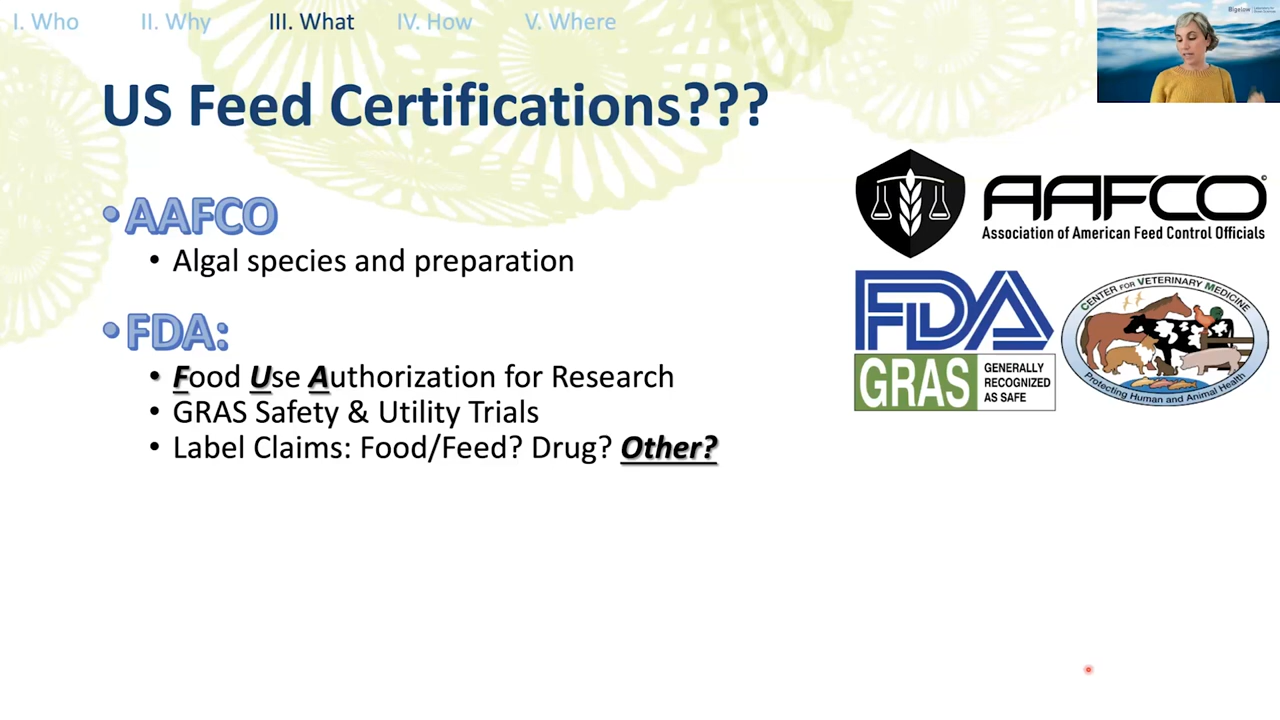 I. Who II. Why III. What IV. How V. Where
Bigelow
US Feed Certifications???
• AAFCO
• Algal species and preparation
• FDA:
• Food Use Authorization for Research
• GRAS Safety & Utility Trials
• Label Claims: Food/Feed? Drug? Other?
AAFCO©
Association of American Feed Control Officials
FDA
GRAS
GENERALLY
RECOGNIZED
AS SAFE
CENTER FOR VETERINARY MEDICINE
Protecting Human and Animal Health